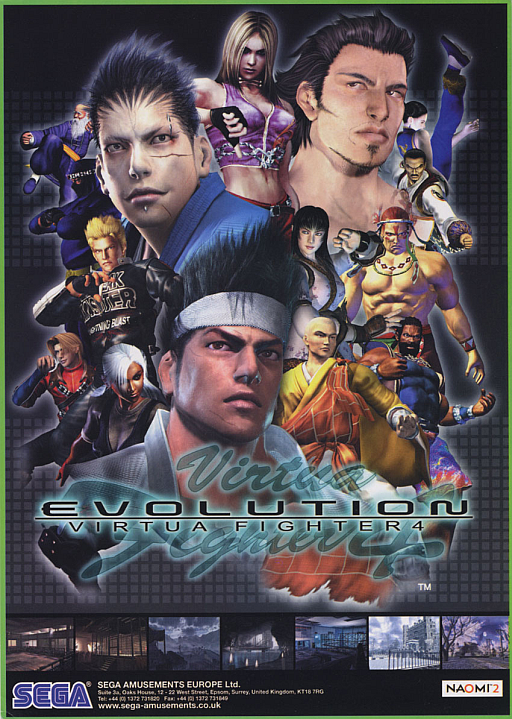 Virtua
EVOLUTION
VIRTUA FIGHTER 4
Fighter 4
TM
LIGHTNING BLAST
SEGA
SEGA AMUSEMENTS EUROPE Ltd.
Suite 3a, Oaks House, 12 - 22 West Street, Epsom, Surrey, United Kingdom, KT18 7RG
Tel: +44 (0) 1372 731820 Fax: +44 (0) 1372 731849
www.sega-amusements.co.uk
NAOMI 2